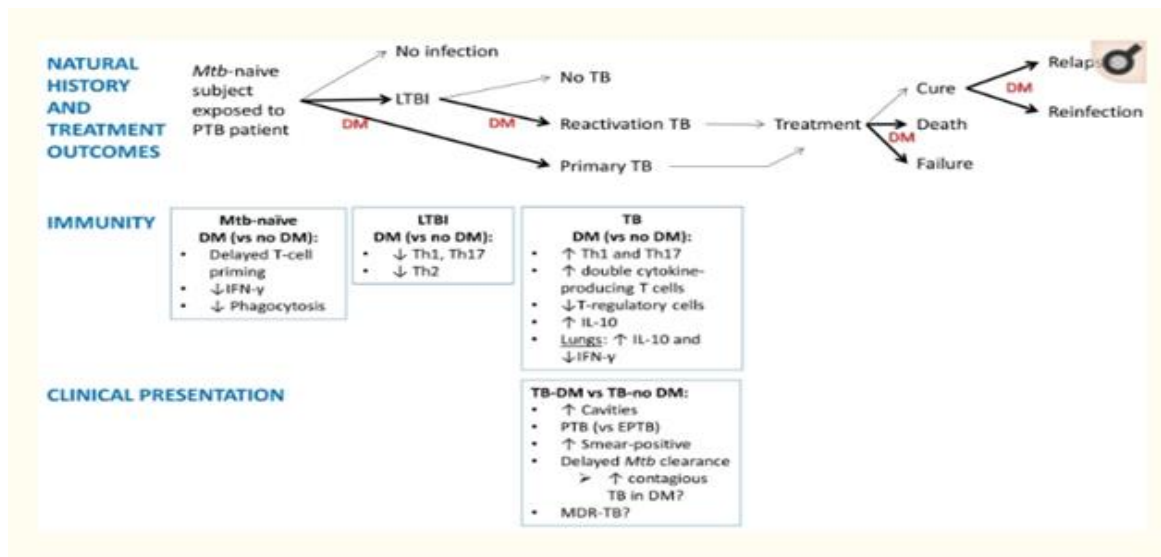 NATURAL
HISTORY
AND
TREATMENT
OUTCOMES
Mtb-naive
subject
exposed to
PTB patient
No infection
LTBI
DM
DM
No TB
Reactivation TB
Primary TB
Treatment
Cure
Death
DM
Failure
DM
Reinfection
IMMUNITY
Mtb-naïve
DM (vs no DM):
• Delayed T-cell
priming
• ↓IFN-γ
• ↓ Phagocytosis
LTBI
DM (vs no DM):
• ↓ Th1, Th17
• ↓ Th2
TB
DM (vs no DM):
• ↑ Th1 and Th17
• ↑ double cytokine-
producing T cells
• ↓T-regulatory cells
• ↑ IL-10
• Lungs: ↑ IL-10 and
↓IFN-γ
CLINICAL PRESENTATION
TB-DM vs TB-no DM:
• ↑ Cavities
• PTB (vs EPTB)
• ↑ Smear-positive
• Delayed Mtb clearance
➢ ↑ contagious
TB in DM?
• MDR-TB?